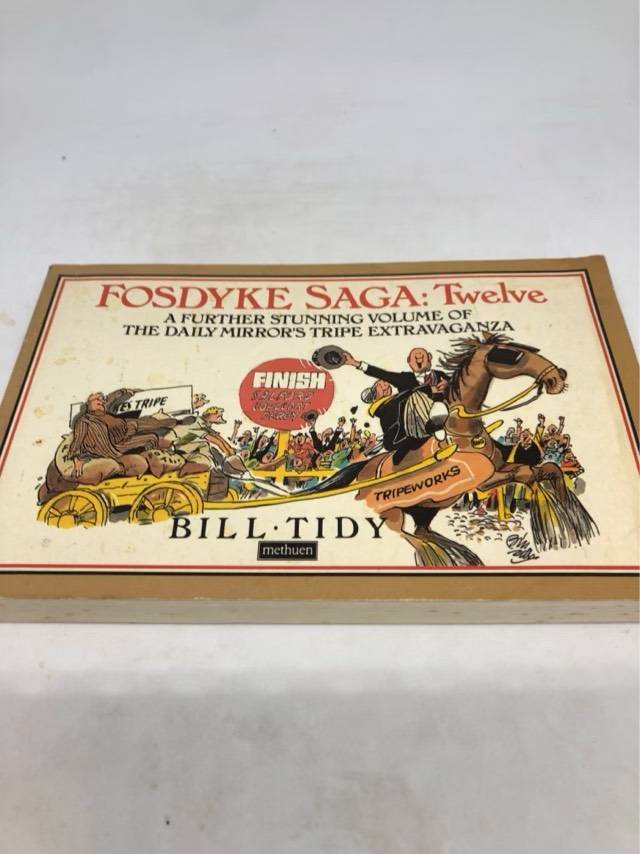 FOSDYKE SAGA: Twelve
A FURTHER STUNNING VOLUME OF
THE DAILY MIRROR'S TRIPE EXTRAVAGANZA
FINISH
TRIPE
TRIPEWORKS
BILL·TIDY
methuen